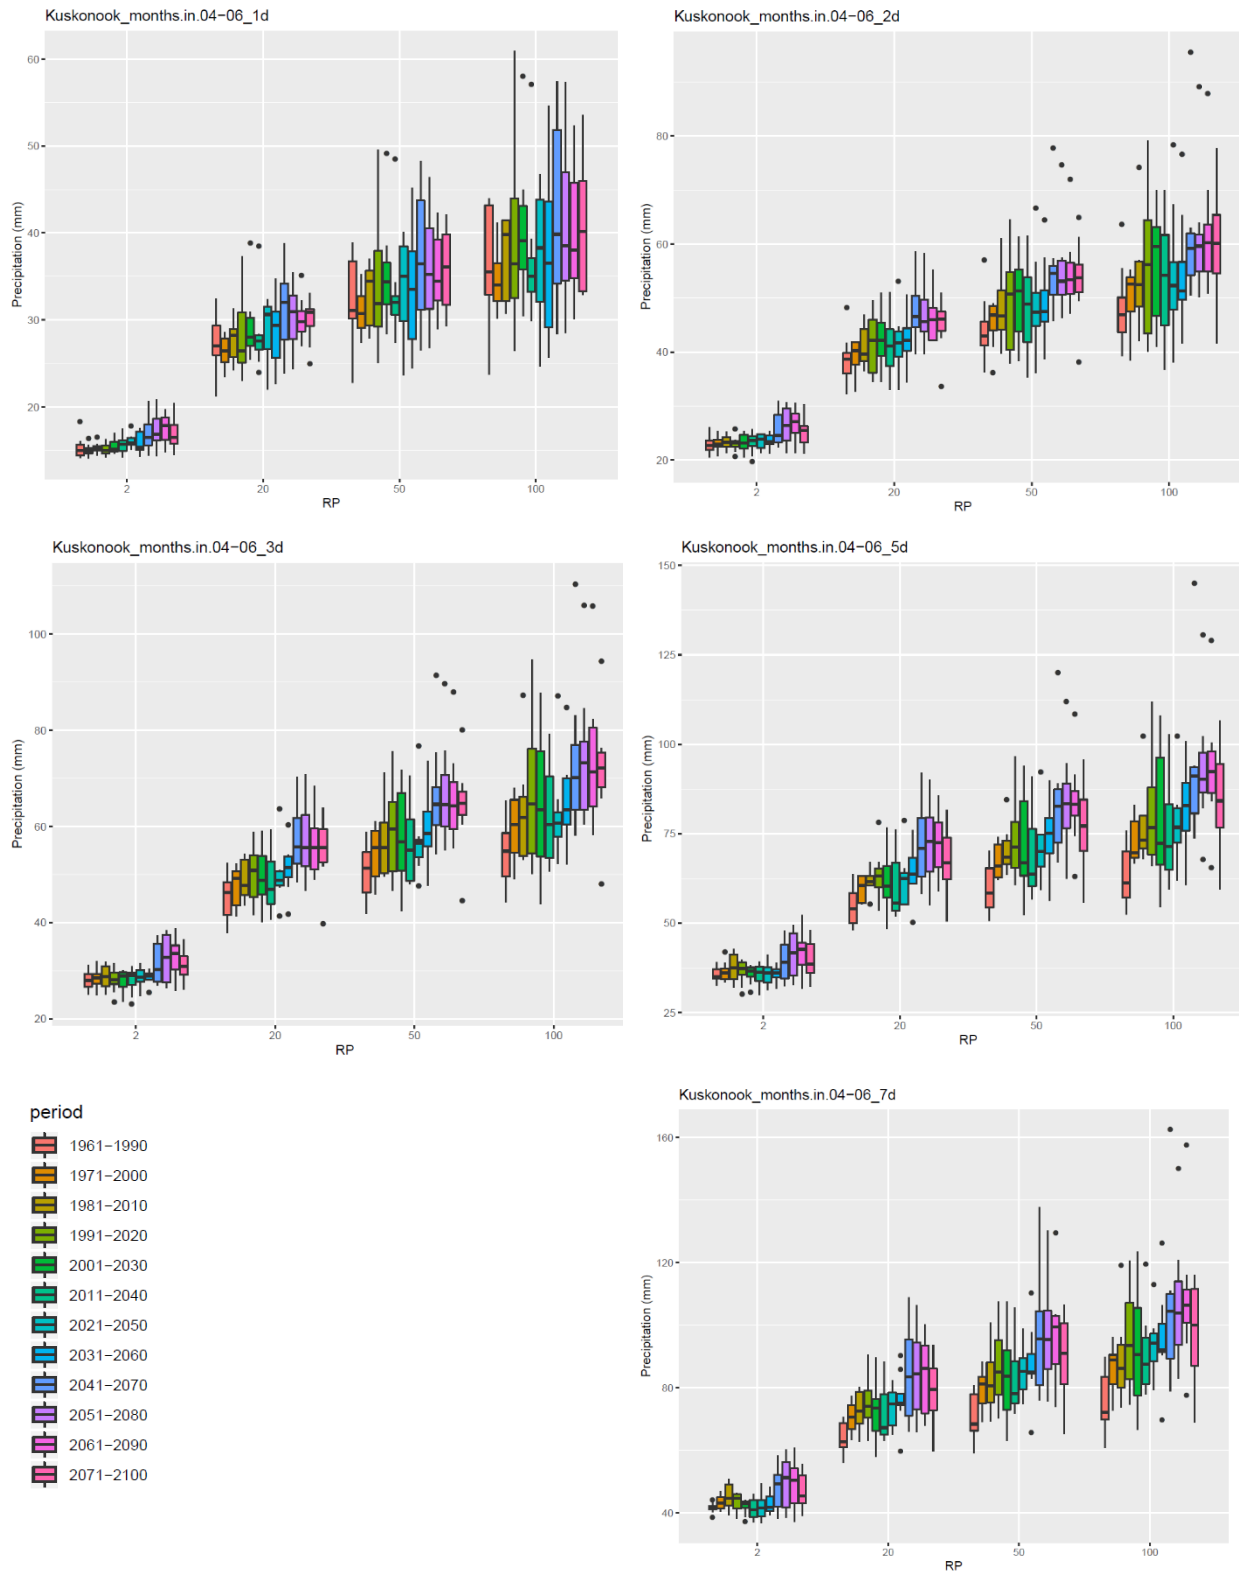 Kuskonook_months.in.04−06_1d
Precipitation (mm)
60
50
40
30
20
2 20 50 100
RP
Kuskonook_months.in.04−06_2d
Precipitation (mm)
80
60
40
20
2 20 50 100
RP
Kuskonook_months.in.04−06_3d
Precipitation (mm)
100
80
60
40
20
2 20 50 100
RP
Kuskonook_months.in.04−06_5d
Precipitation (mm)
150
125
100
75
50
25
2 20 50 100
RP
period
1961−1990
1971−2000
1981−2010
1991−2020
2001−2030
2011−2040
2021−2050
2031−2060
2041−2070
2051−2080
2061−2090
2071−2100
Kuskonook_months.in.04−06_7d
Precipitation (mm)
160
120
80
40
2 20 50 100
RP